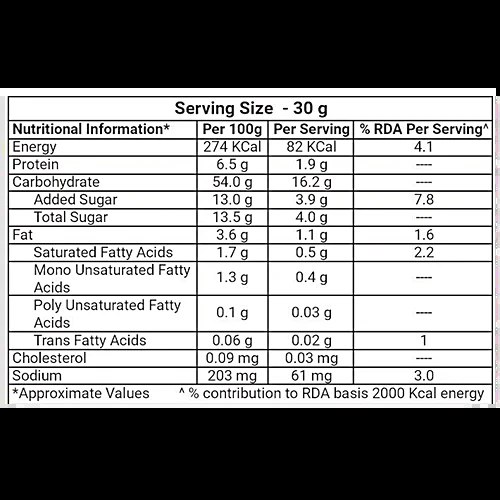 Serving Size - 30 g
Nutritional Information* Per 100g Per Serving % RDA Per Serving^
Energy 274 KCal 82 KCal 4.1
Protein 6.5 g 1.9 g ----
Carbohydrate 54.0 g 16.2 g ----
Added Sugar 13.0 g 3.9 g 7.8
Total Sugar 13.5 g 4.0 g ----
Fat 3.6 g 1.1 g 1.6
Saturated Fatty Acids 1.7 g 0.5 g 2.2
Mono Unsaturated Fatty
Acids 1.3 g 0.4 g ----
Poly Unsaturated Fatty
Acids 0.1 g 0.03 g ----
Trans Fatty Acids 0.06 g 0.02 g 1
Cholesterol 0.09 mg 0.03 mg ----
Sodium 203 mg 61 mg 3.0
*Approximate Values ^ % contribution to RDA basis 2000 Kcal energy